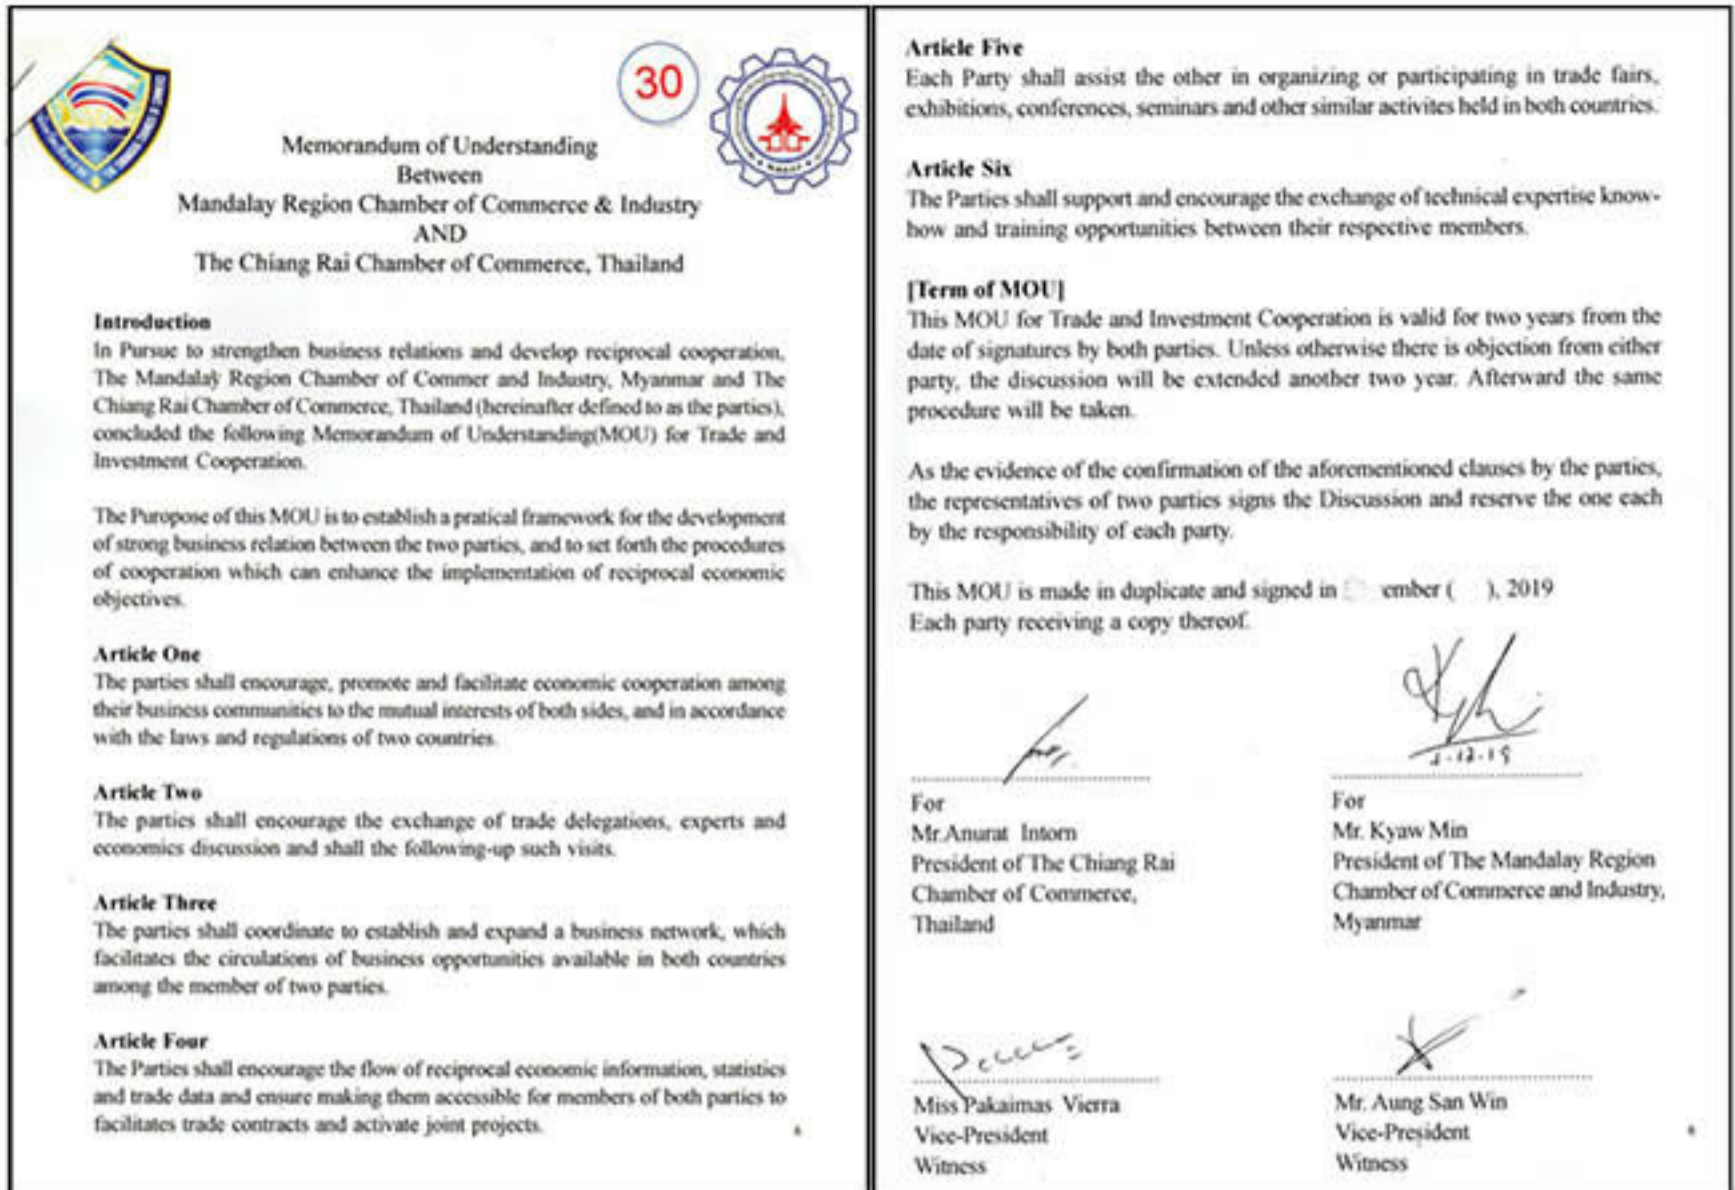 30
Memorandum of Understanding
Between
Mandalay Region Chamber of Commerce & Industry
AND
The Chiang Rai Chamber of Commerce, Thailand
Introduction
In Pursue to strengthen business relations and develop reciprocal cooperation,
The Mandalay Region Chamber of Commer and Industry, Myanmar and The
Chiang Rai Chamber of Commerce, Thailand (hereinafter defined to as the parties),
concluded the following Memorandum of Understanding(MOU) for Trade and
Investment Cooperation.
The Puropose of this MOU is to establish a pratical framework for the development
of strong business relation between the two parties, and to set forth the procedures
of cooperation which can enhance the implementation of reciprocal economic
objectives.
Article One
The parties shall encourage, promote and facilitate economic cooperation among
their business communities to the mutual interests of both sides, and in accordance
with the laws and regulations of two countries.
Article Two
The parties shall encourage the exchange of trade delegations, experts and
economics discussion and shall the following-up such visits.
Article Three
The parties shall coordinate to establish and expand a business network, which
facilitates the circulations of business opportunities available in both countries
among the member of two parties.
Article Four
The Parties shall encourage the flow of reciprocal economic information, statistics
and trade data and ensure making them accessible for members of both parties to
facilitates trade contracts and activate joint projects.
Article Five
Each Party shall assist the other in organizing or participating in trade fairs,
exhibitions, conferences, seminars and other similar activites held in both countries.
Article Six
The Parties shall support and encourage the exchange of technical expertise know-
how and training opportunities between their respective members.
[Term of MOU]
This MOU for Trade and Investment Cooperation is valid for two years from the
date of signatures by both parties. Unless otherwise there is objection from either
party, the discussion will be extended another two year. Afterward the same
procedure will be taken.
As the evidence of the confirmation of the aforementioned clauses by the parties,
the representatives of two parties signs the Discussion and reserve the one each
by the responsibility of each party.
This MOU is made in duplicate and signed in ember ( ), 2019
Each party receiving a copy thereof.
For
Mr.Anurat Intorn
President of The Chiang Rai
Chamber of Commerce,
Thailand
For
Mr. Kyaw Min
President of The Mandalay Region
Chamber of Commerce and Industry,
Myanmar
Miss Pakaimas Vierra
Vice-President
Witness
Mr. Aung San Win
Vice-President
Witness